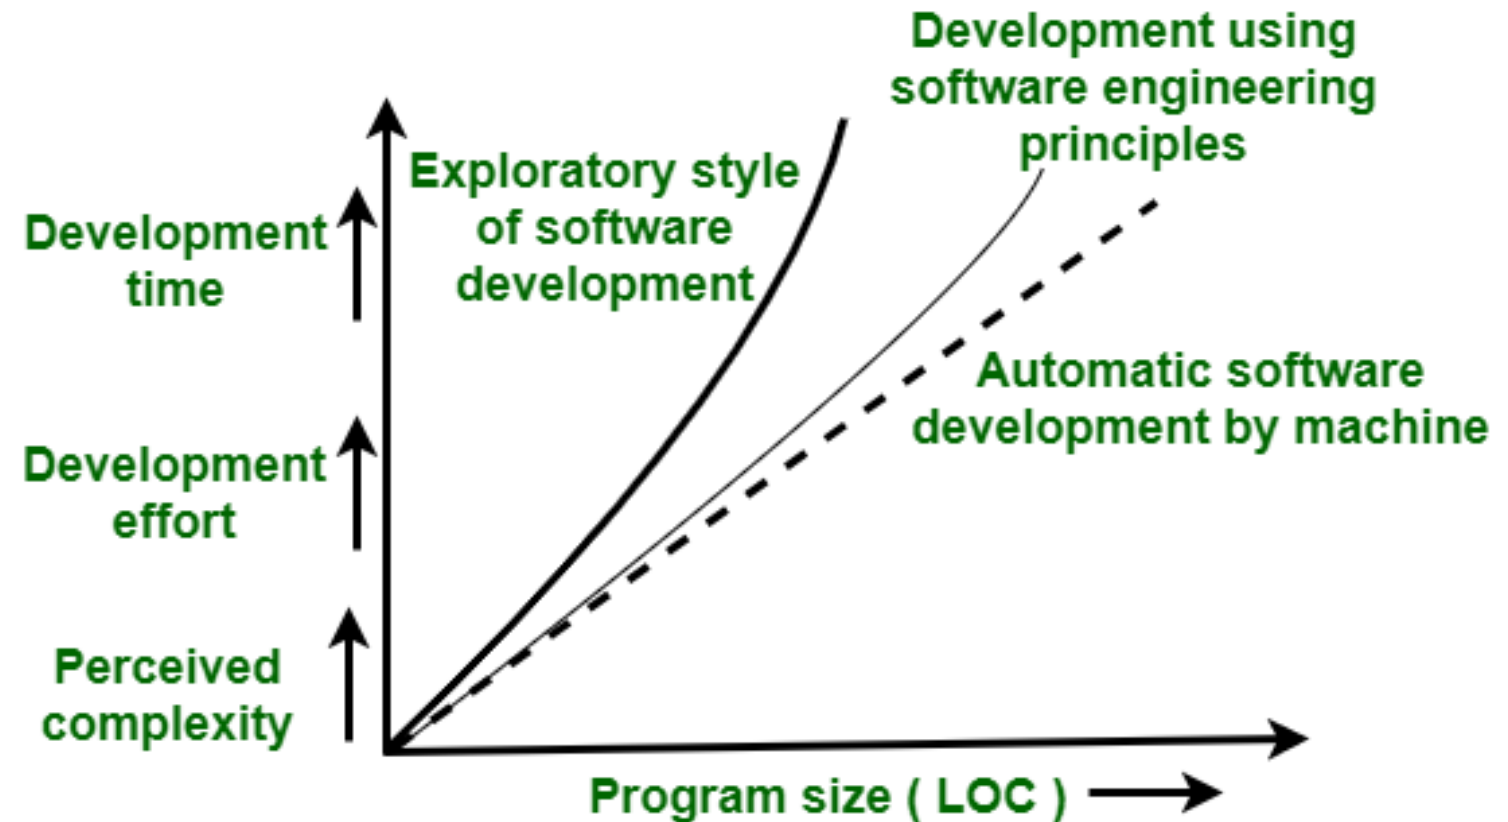 Development using
software engineering
principles
Exploratory style
of software
development
Development
time
Automatic software
development by machine
Development
effort
Perceived
complexity
Program size ( LOC )